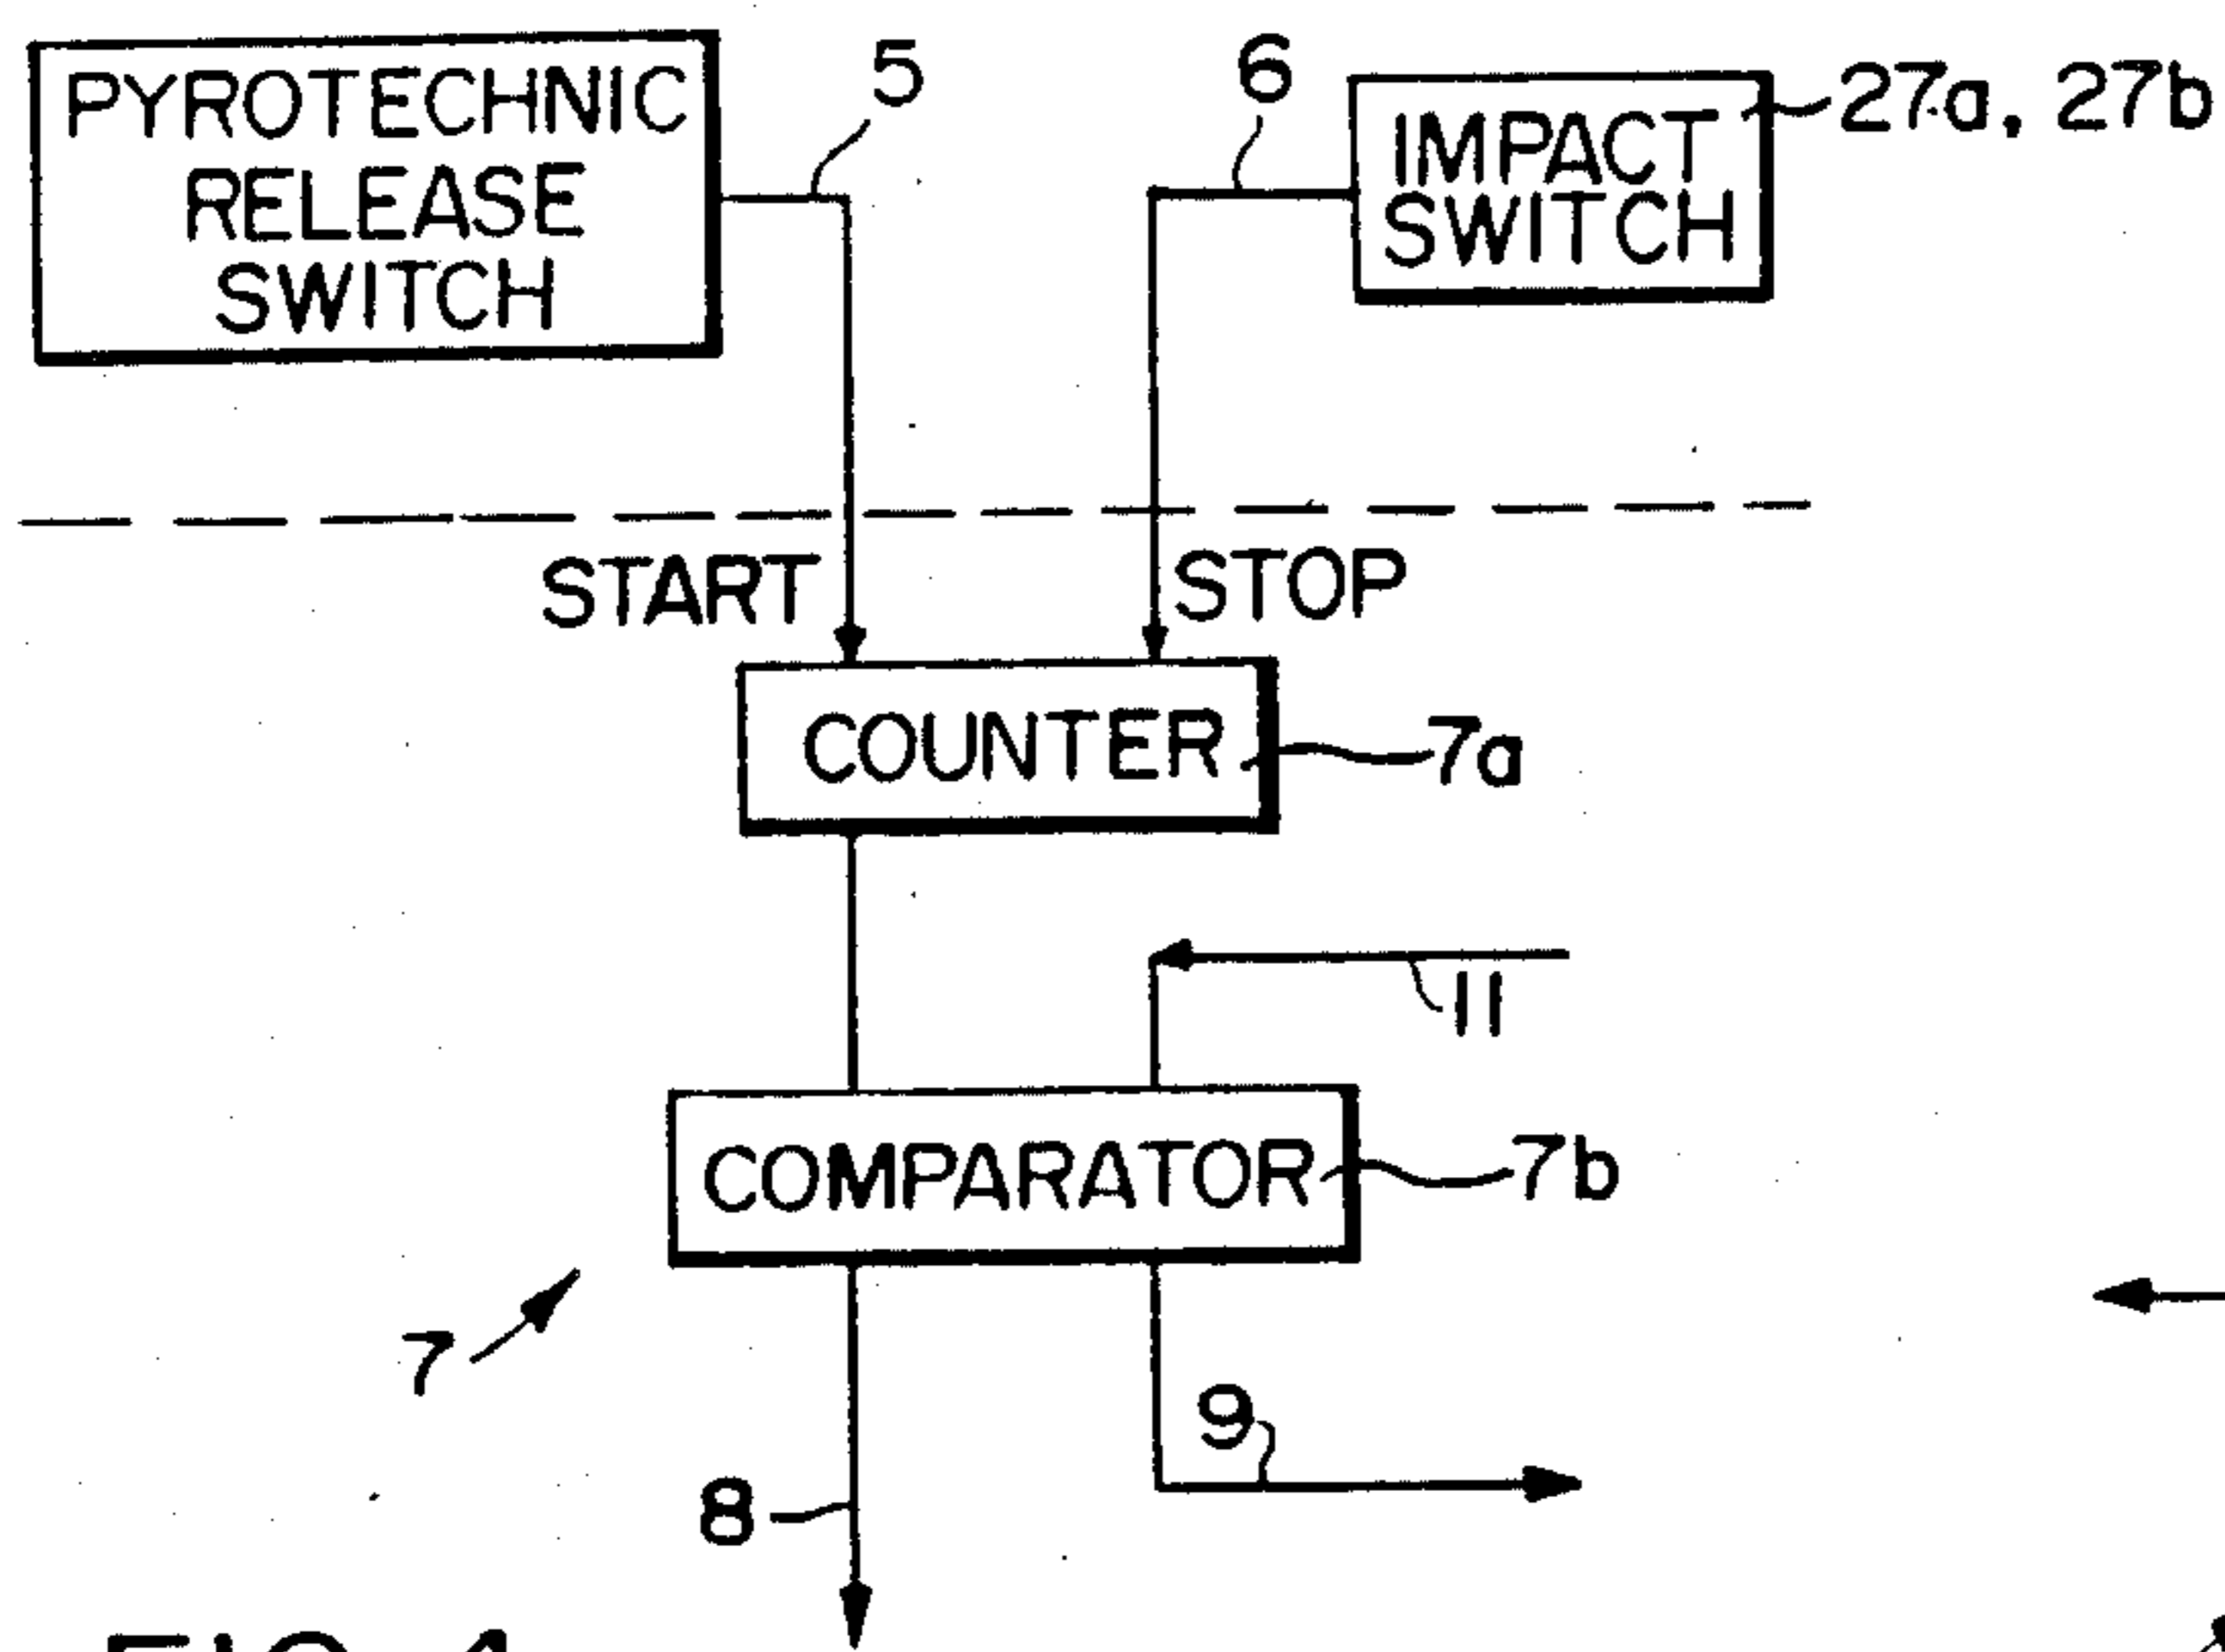 PYROTECHNIC
RELEASE
SWITCH
5
6
IMPACT
SWITCH
27a, 27b
START
STOP
COUNTER
7a
11
COMPARATOR
7b
7
9
8